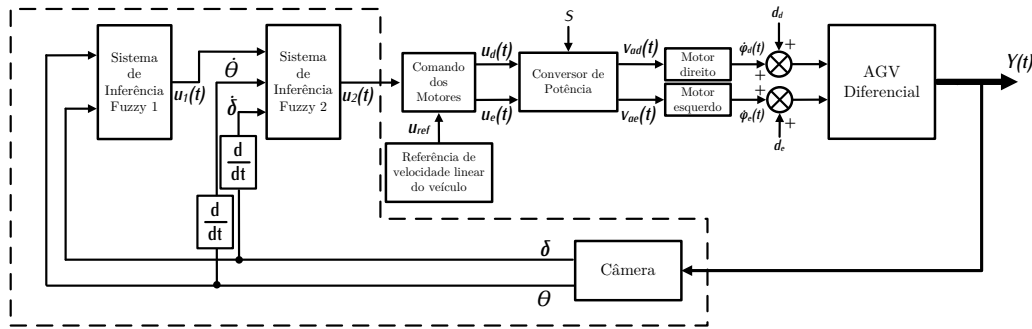 Sistema
de
Inferência
Fuzzy 1
u₁(t)
θ̇
δ̇
Sistema
de
Inferência
Fuzzy 2
u₂(t)
d
dt
d
dt
Comando
dos
Motores
u_ref
Referência de
velocidade linear
do veículo
u_d(t)
u_e(t)
S
Conversor de
Potência
v_ad(t)
v_ae(t)
Motor
direito
Motor
esquerdo
φ̇_d(t)
φ̇_e(t)
d_d
+
+
+
+
d_e
AGV
Diferencial
Y(t)
δ
θ
Câmera